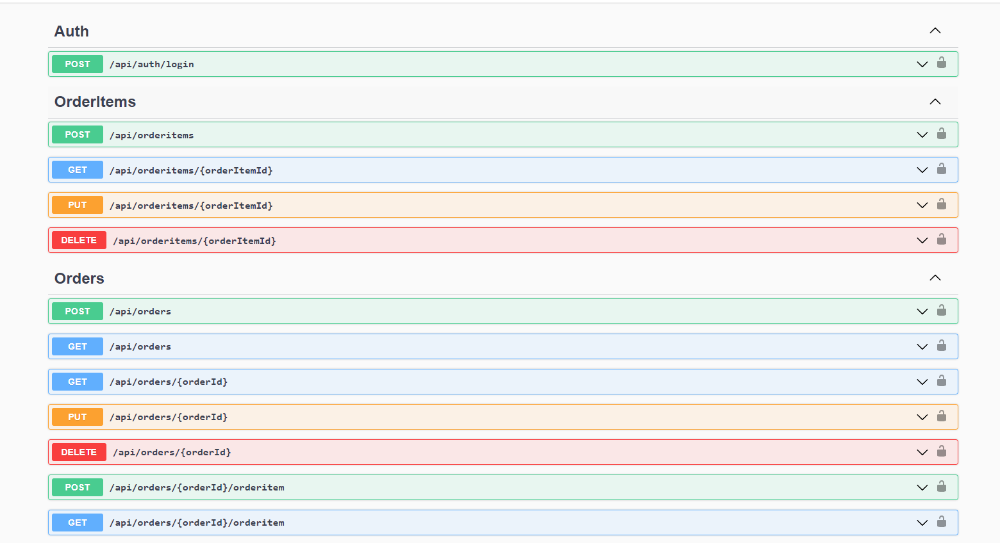 Auth
POST /api/auth/login
OrderItems
POST /api/orderitems
GET /api/orderitems/{orderItemId}
PUT /api/orderitems/{orderItemId}
DELETE /api/orderitems/{orderItemId}
Orders
POST /api/orders
GET /api/orders
GET /api/orders/{orderId}
PUT /api/orders/{orderId}
DELETE /api/orders/{orderId}
POST /api/orders/{orderId}/orderitem
GET /api/orders/{orderId}/orderitem